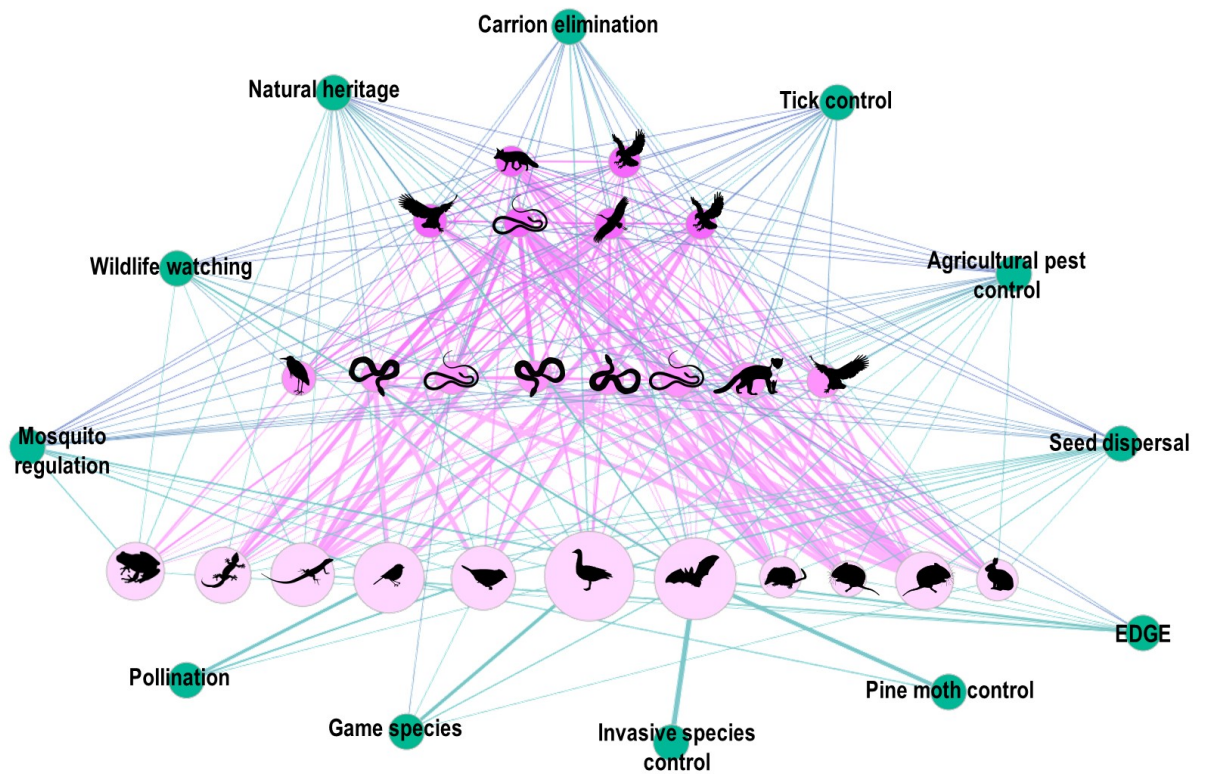 Carrion elimination
Natural heritage
Tick control
Wildlife watching
Agricultural pest
control
Mosquito
regulation
Seed dispersal
EDGE
Pollination
Pine moth control
Game species
Invasive species
control